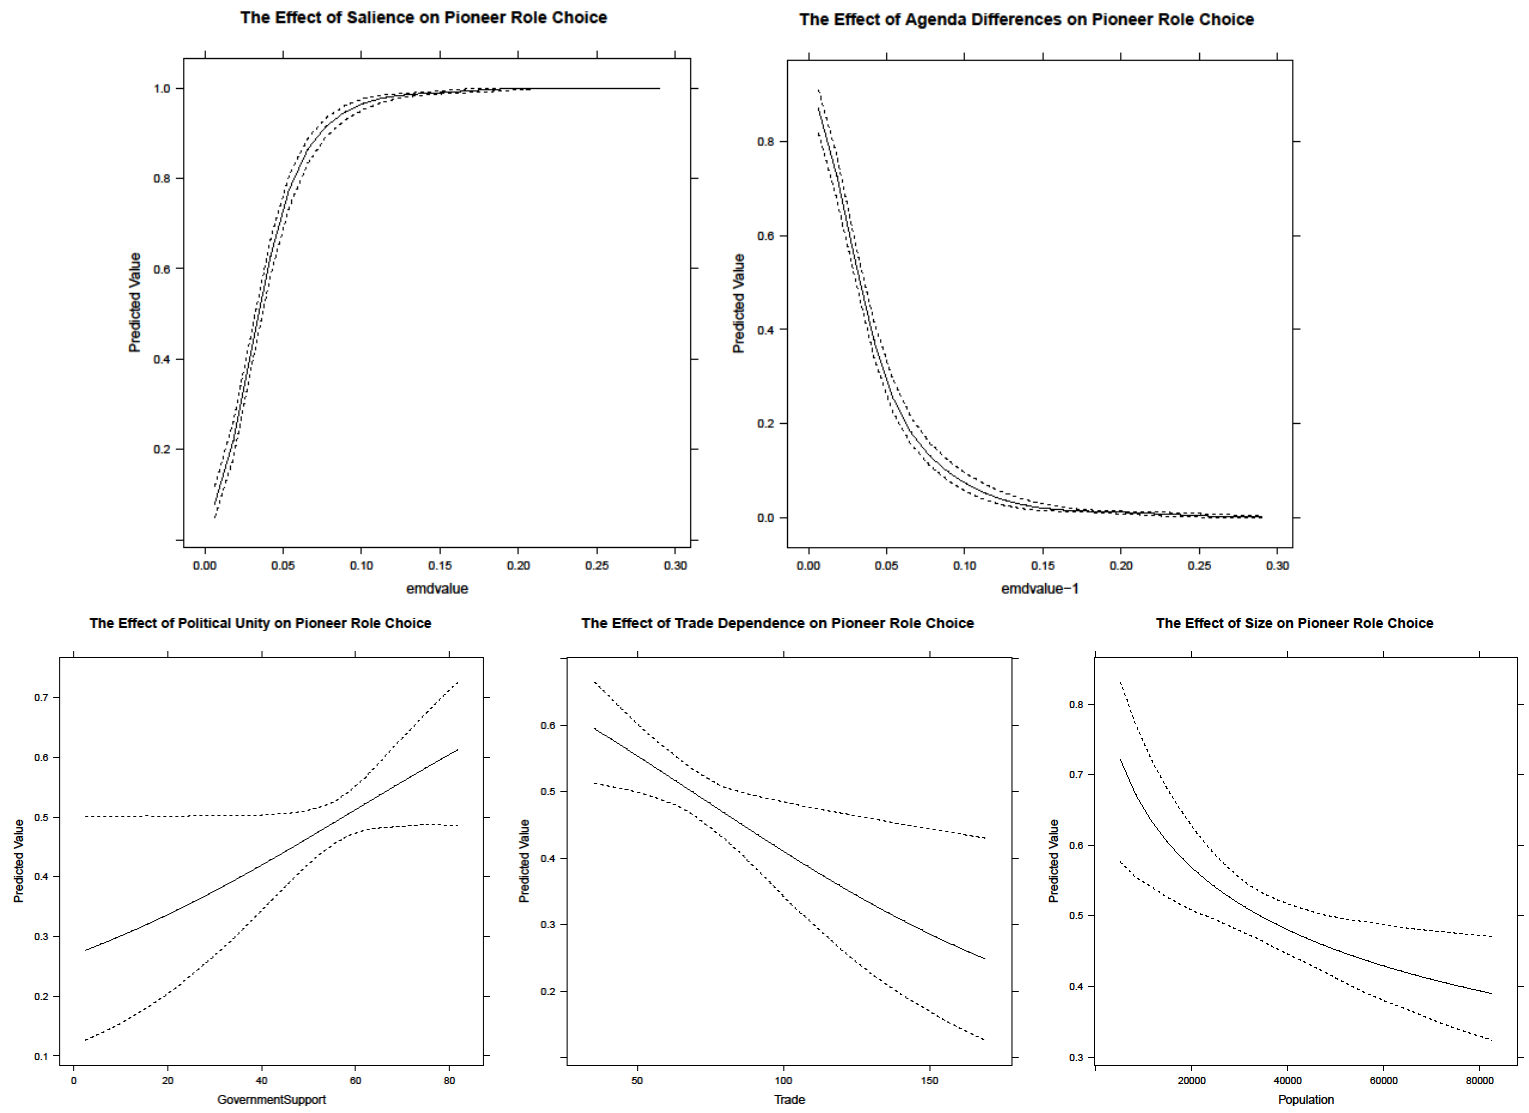 The Effect of Salience on Pioneer Role Choice
Predicted Value
1.0
0.8
0.6
0.4
0.2
0.00 0.05 0.10 0.15 0.20 0.25 0.30
emdvalue
The Effect of Agenda Differences on Pioneer Role Choice
Predicted Value
0.8
0.6
0.4
0.2
0.0
0.00 0.05 0.10 0.15 0.20 0.25 0.30
emdvalue−1
The Effect of Political Unity on Pioneer Role Choice
Predicted Value
0.7
0.6
0.5
0.4
0.3
0.2
0.1
0 20 40 60 80
GovernmentSupport
The Effect of Trade Dependence on Pioneer Role Choice
Predicted Value
0.6
0.5
0.4
0.3
0.2
50 100 150
Trade
The Effect of Size on Pioneer Role Choice
Predicted Value
0.8
0.7
0.6
0.5
0.4
0.3
20000 40000 60000 80000
Population